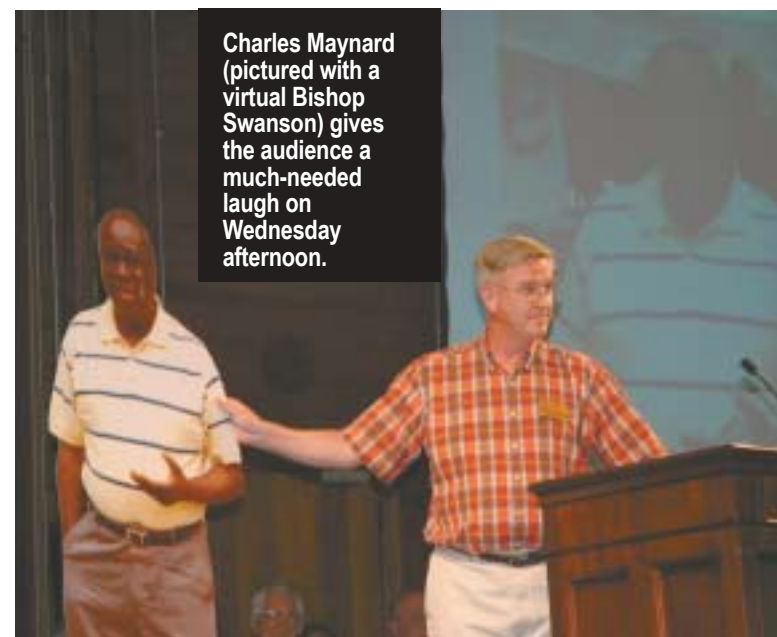 Charles Maynard
(pictured with a
virtual Bishop
Swanson) gives
the audience a
much-needed
laugh on
Wednesday
afternoon.